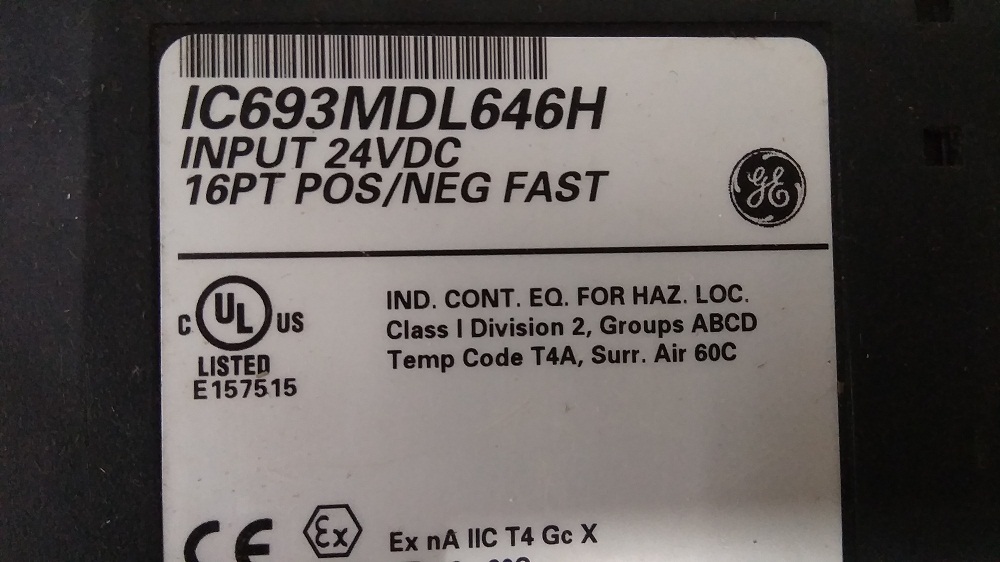 IC693MDL646H
INPUT 24VDC
16PT POS/NEG FAST
GE
C UL US
LISTED
E157515
IND. CONT. EQ. FOR HAZ. LOC.
Class I Division 2, Groups ABCD
Temp Code T4A, Surr. Air 60C
CE
Ex
Ex nA IIC T4 Gc X